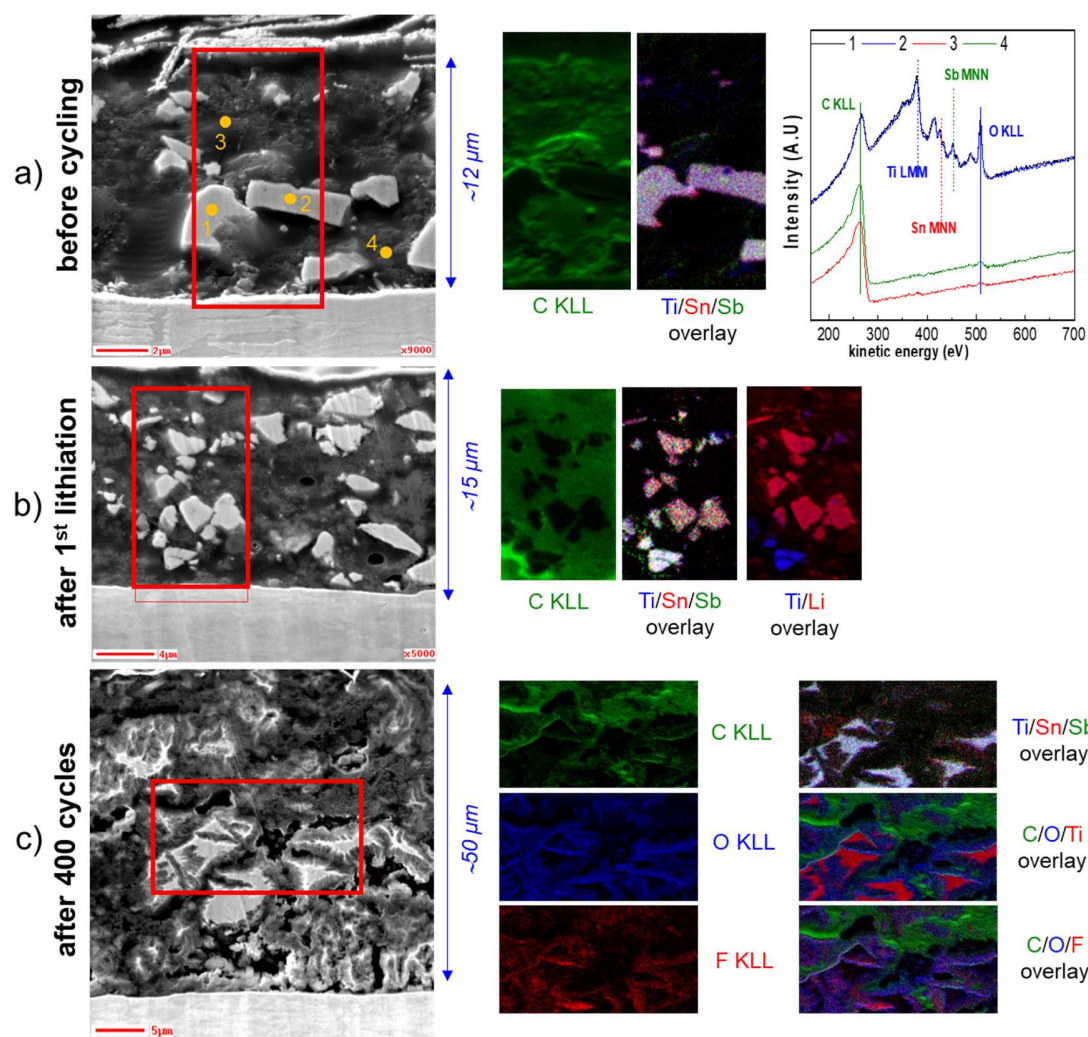 a)
before cycling
1
2
3
4
2µm
x9000
~12 µm
C KLL
Ti/Sn/Sb
overlay
1 2 3 4
C KLL
Sb MNN
O KLL
Ti LMM
Sn MNN
Intensity (A.U)
200 300 400 500 600 700
kinetic energy (eV)
b)
after 1st lithiation
4µm
x5000
~15 µm
C KLL
Ti/Sn/Sb
overlay
Ti/Li
overlay
c)
after 400 cycles
5µm
~50 µm
C KLL
O KLL
F KLL
Ti/Sn/Sb
overlay
C/O/Ti
overlay
C/O/F
overlay